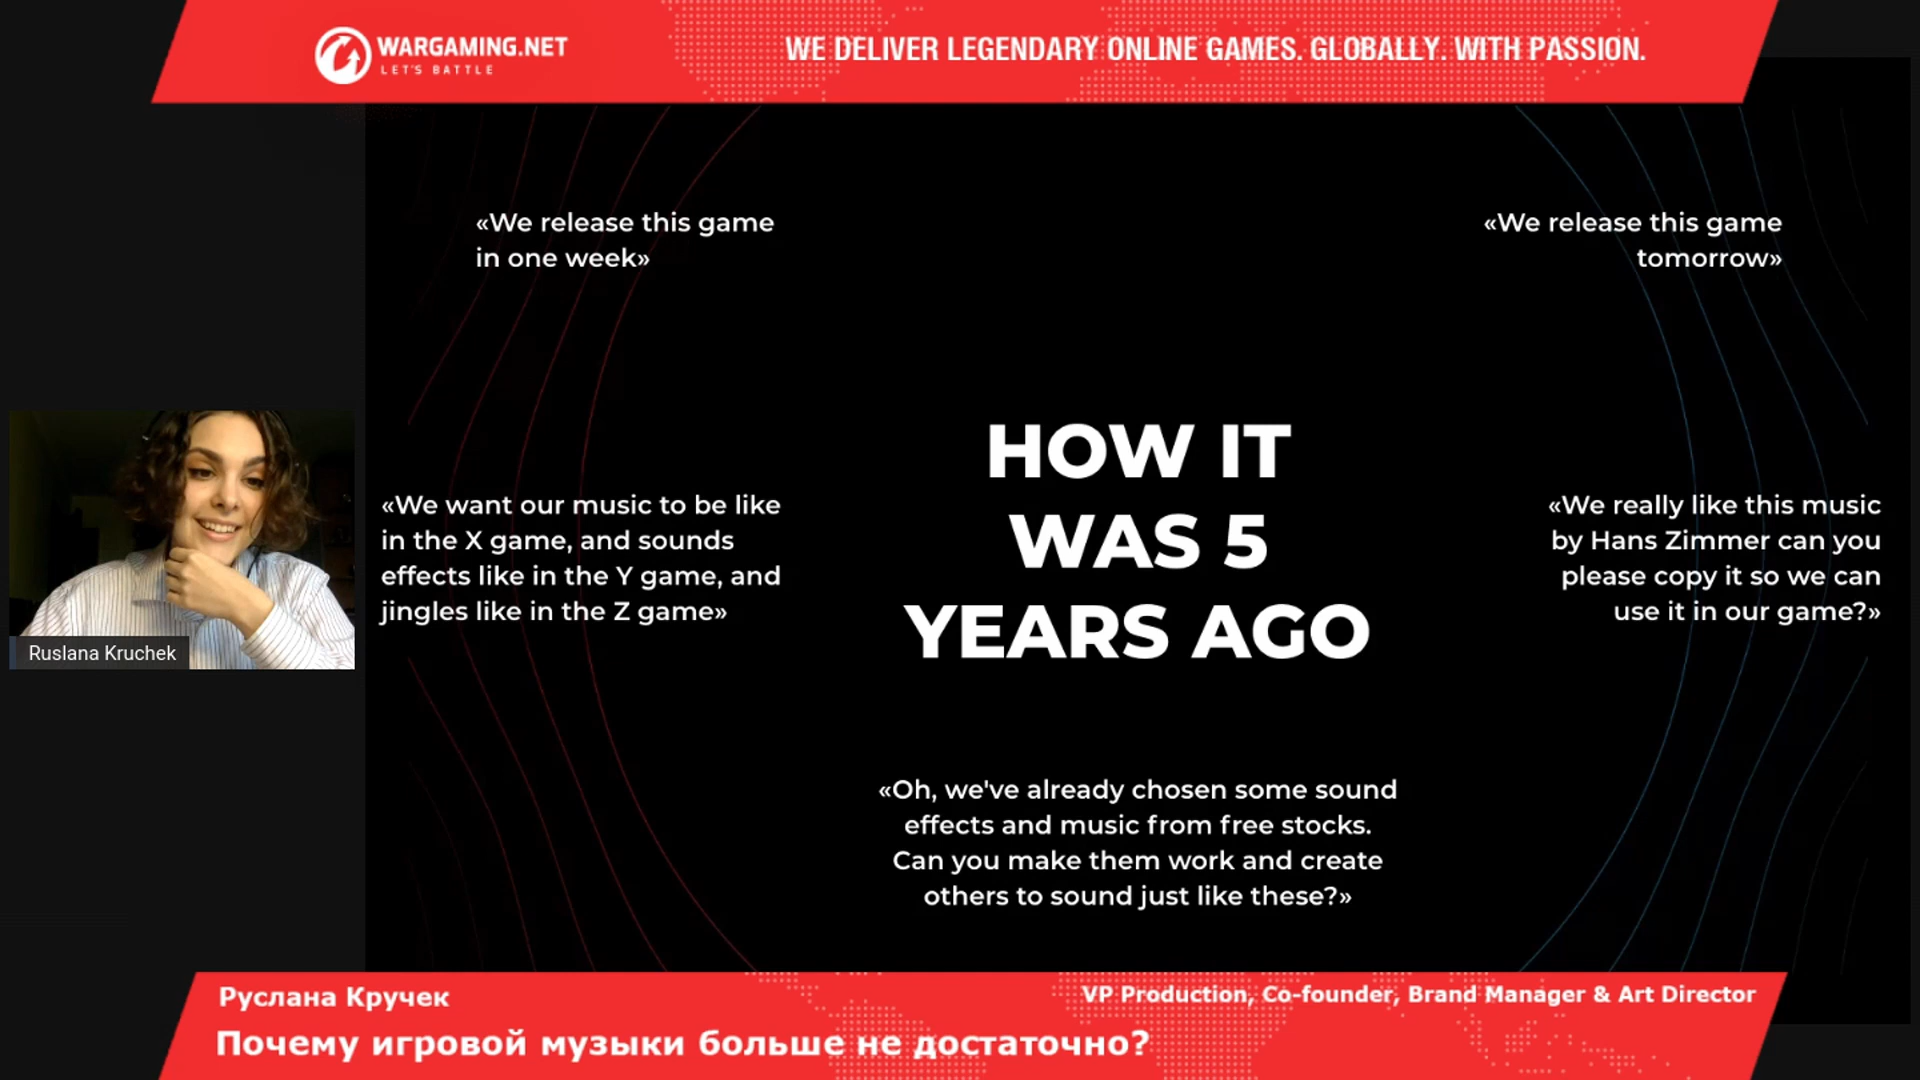 WARGAMING.NET
LET'S BATTLE
WE DELIVER LEGENDARY ONLINE GAMES. GLOBALLY. WITH PASSION.
«We release this game
in one week»
«We release this game
tomorrow»
«We want our music to be like
in the X game, and sounds
effects like in the Y game, and
jingles like in the Z game»
HOW IT
WAS 5
YEARS AGO
«We really like this music
by Hans Zimmer can you
please copy it so we can
use it in our game?»
Ruslana Kruchek
«Oh, we've already chosen some sound
effects and music from free stocks.
Can you make them work and create
others to sound just like these?»
Руслана Кручек
VP Production, Co-founder, Brand Manager & Art Director
Почему игровой музыки больше не достаточно?